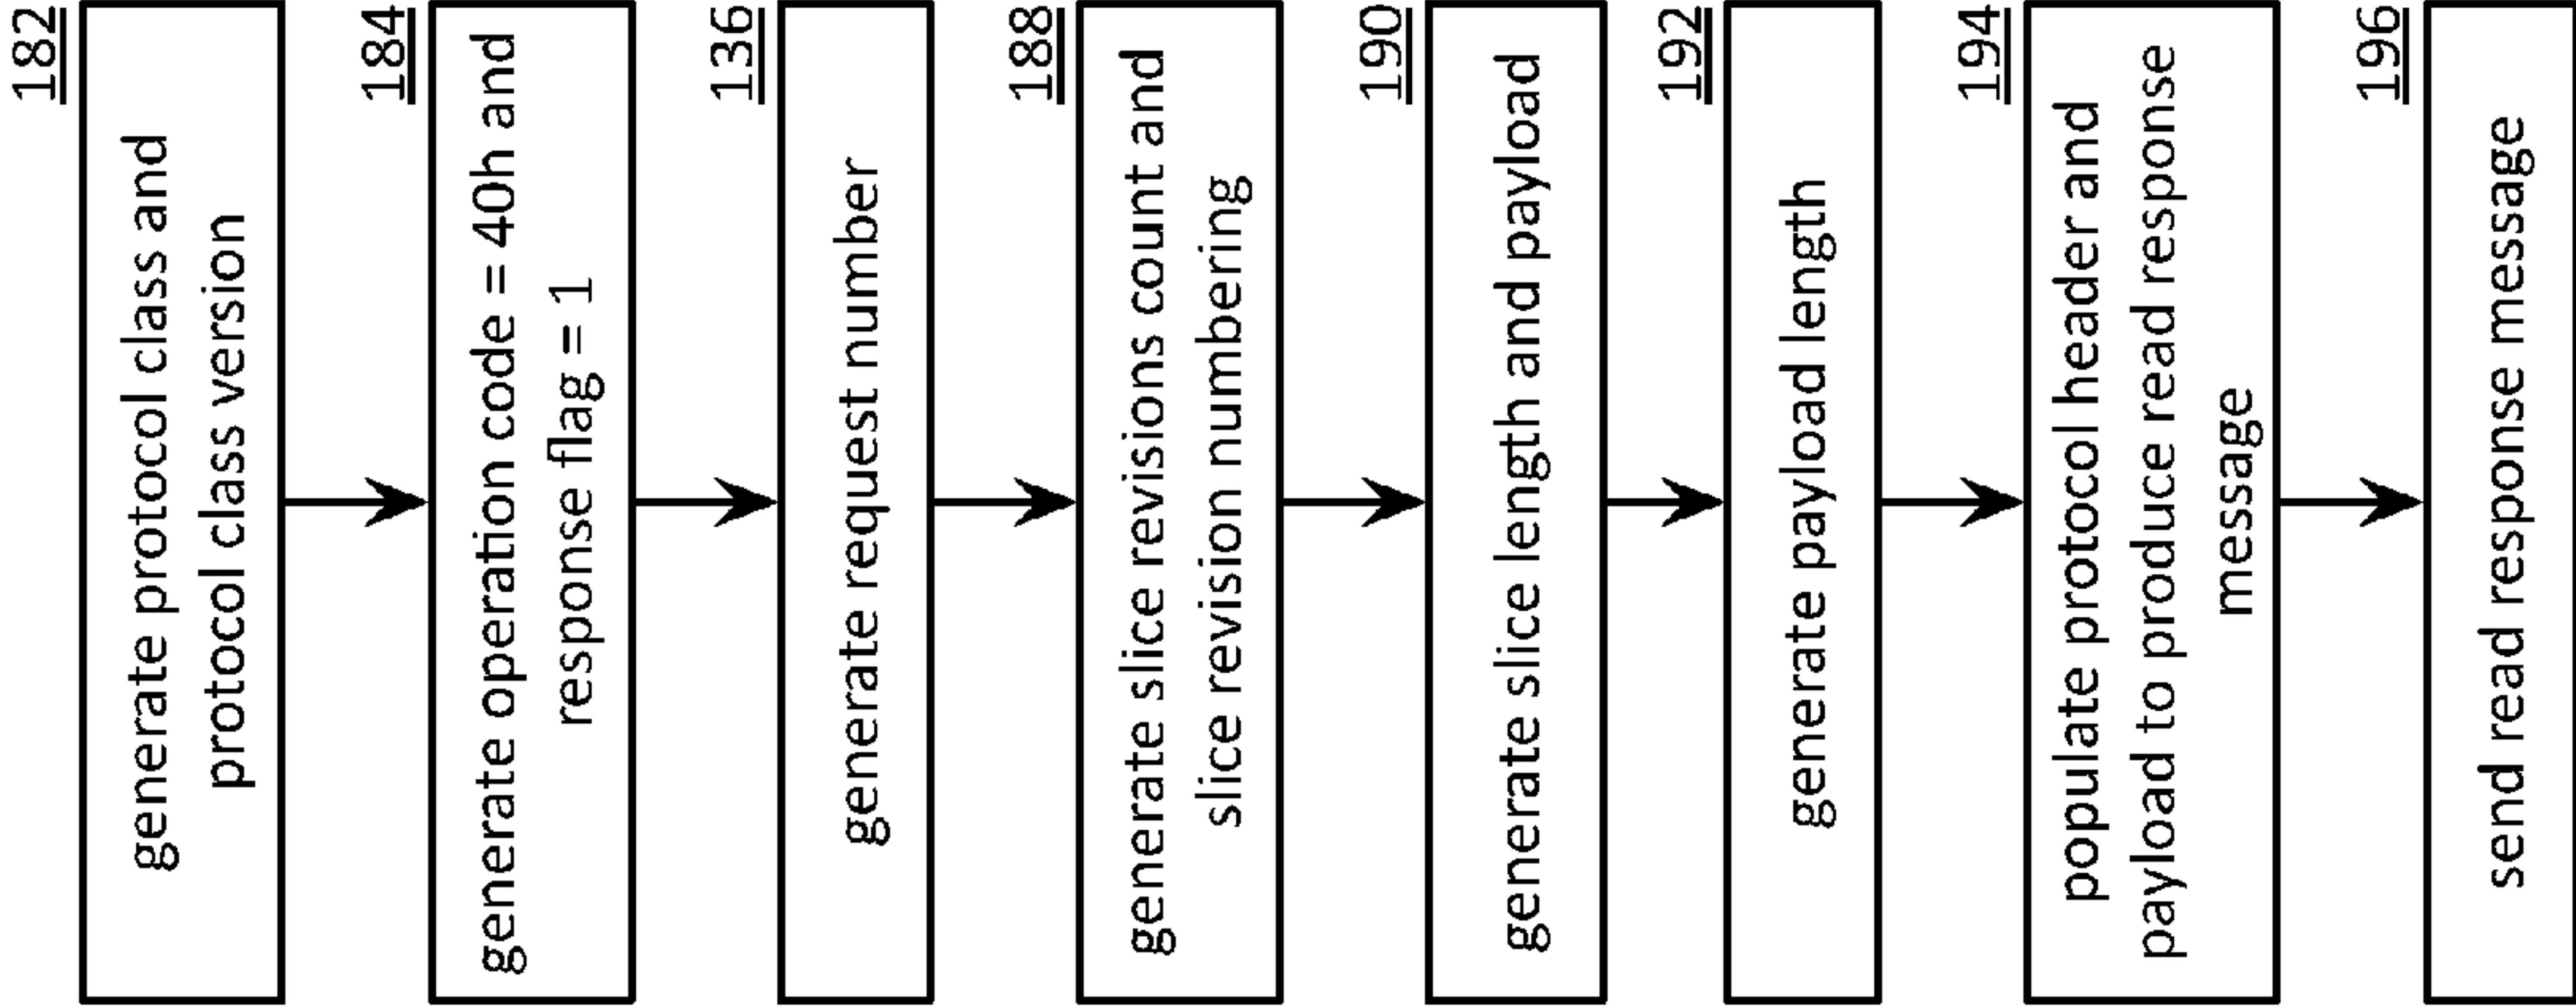 182
generate protocol class and
protocol class version
184
generate operation code = 40h and
response flag = 1
136
generate request number
188
generate slice revisions count and
slice revision numbering
190
generate slice length and payload
192
generate payload length
194
populate protocol header and
payload to produce read response
message
196
send read response message